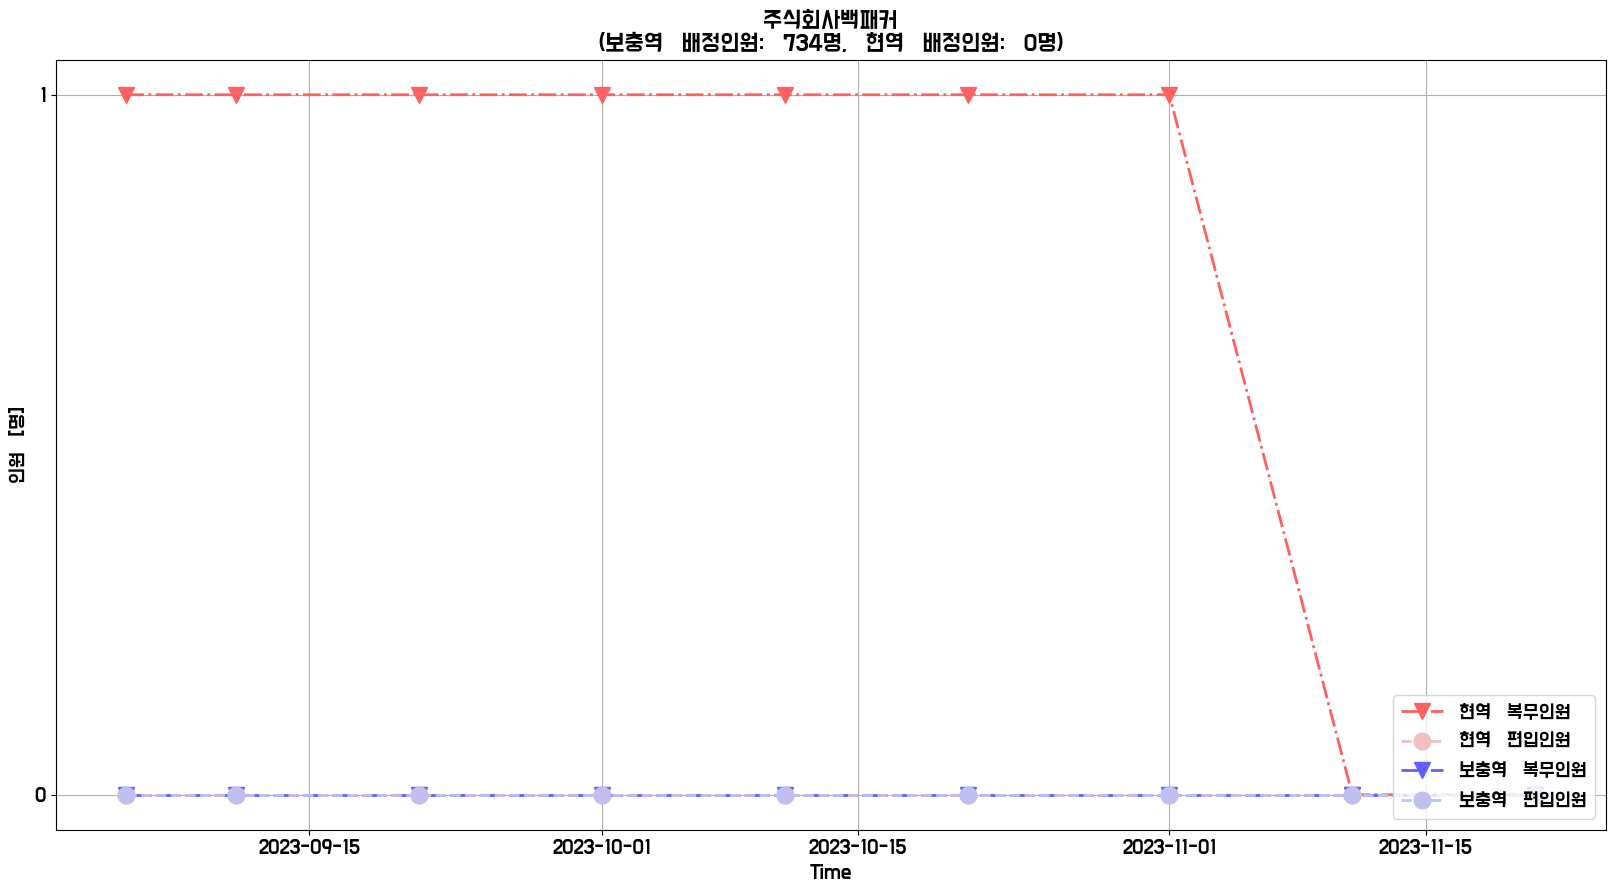 주식회사백패커
(보충역 배정인원: 734명, 현역 배정인원: 0명)
1
0
인원 [명]
2023-09-15
2023-10-01
2023-10-15
2023-11-01
2023-11-15
Time
현역 복무인원
현역 편입인원
보충역 복무인원
보충역 편입인원